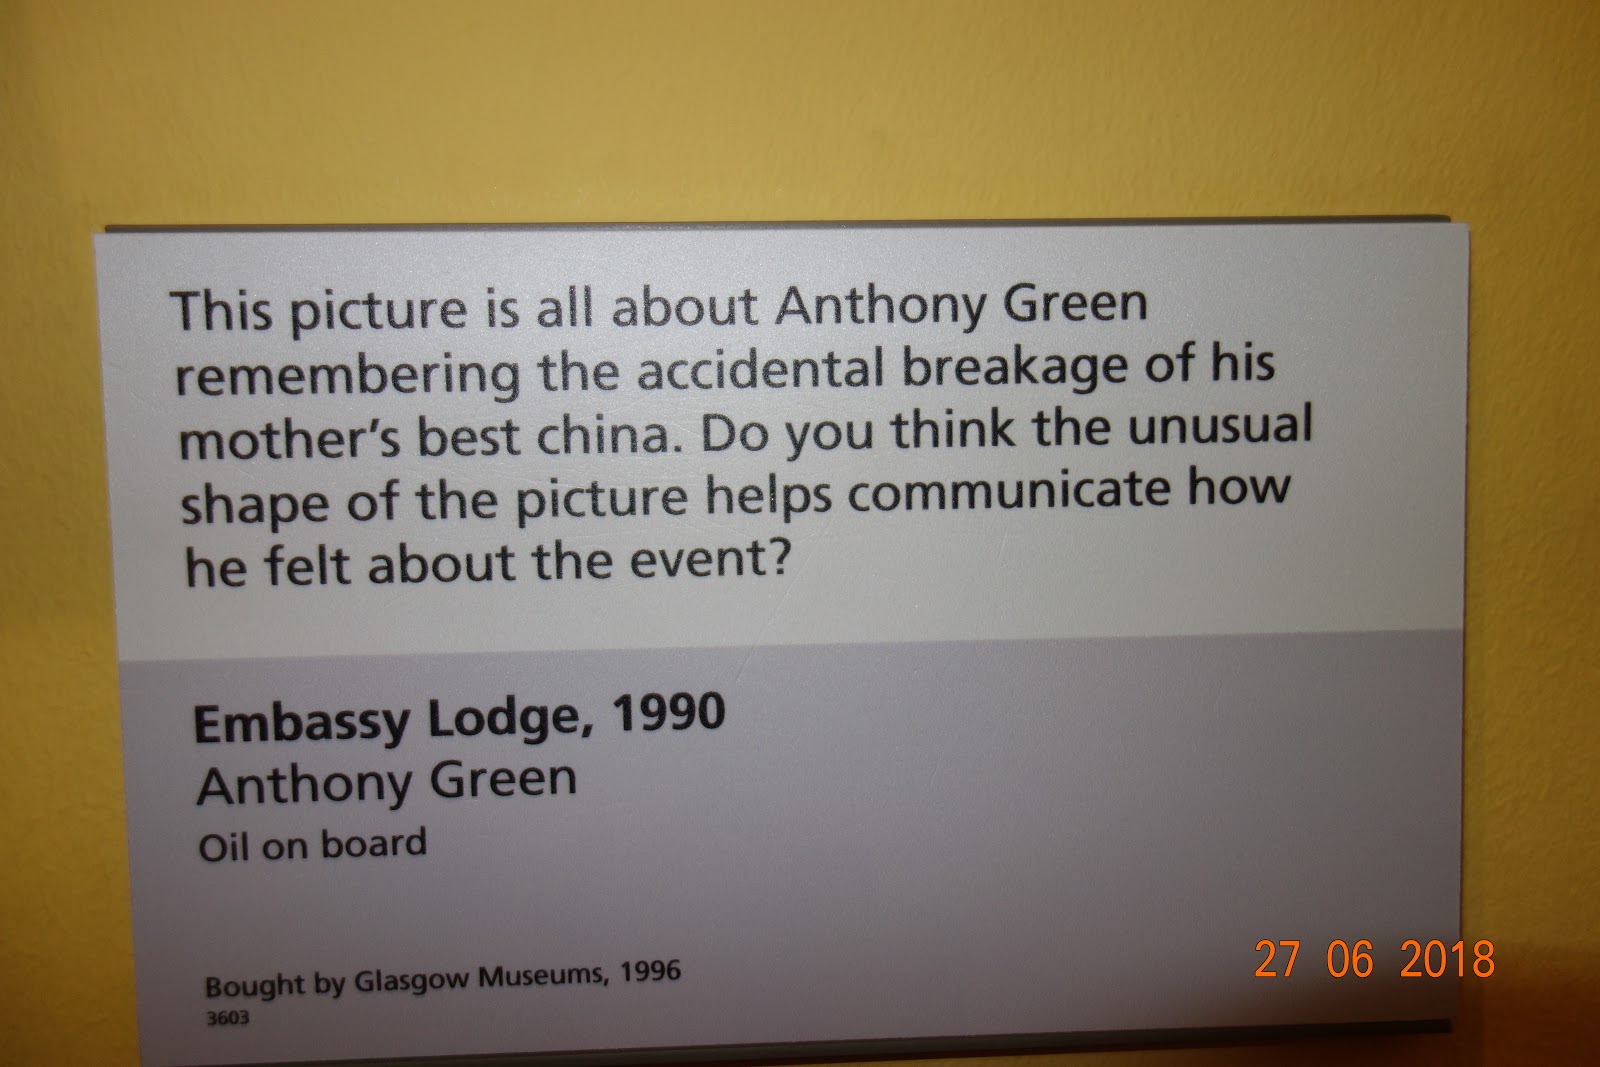 This picture is all about Anthony Green
remembering the accidental breakage of his
mother's best china. Do you think the unusual
shape of the picture helps communicate how
he felt about the event?
Embassy Lodge, 1990
Anthony Green
Oil on board
Bought by Glasgow Museums, 1996
3603
27 06 2018